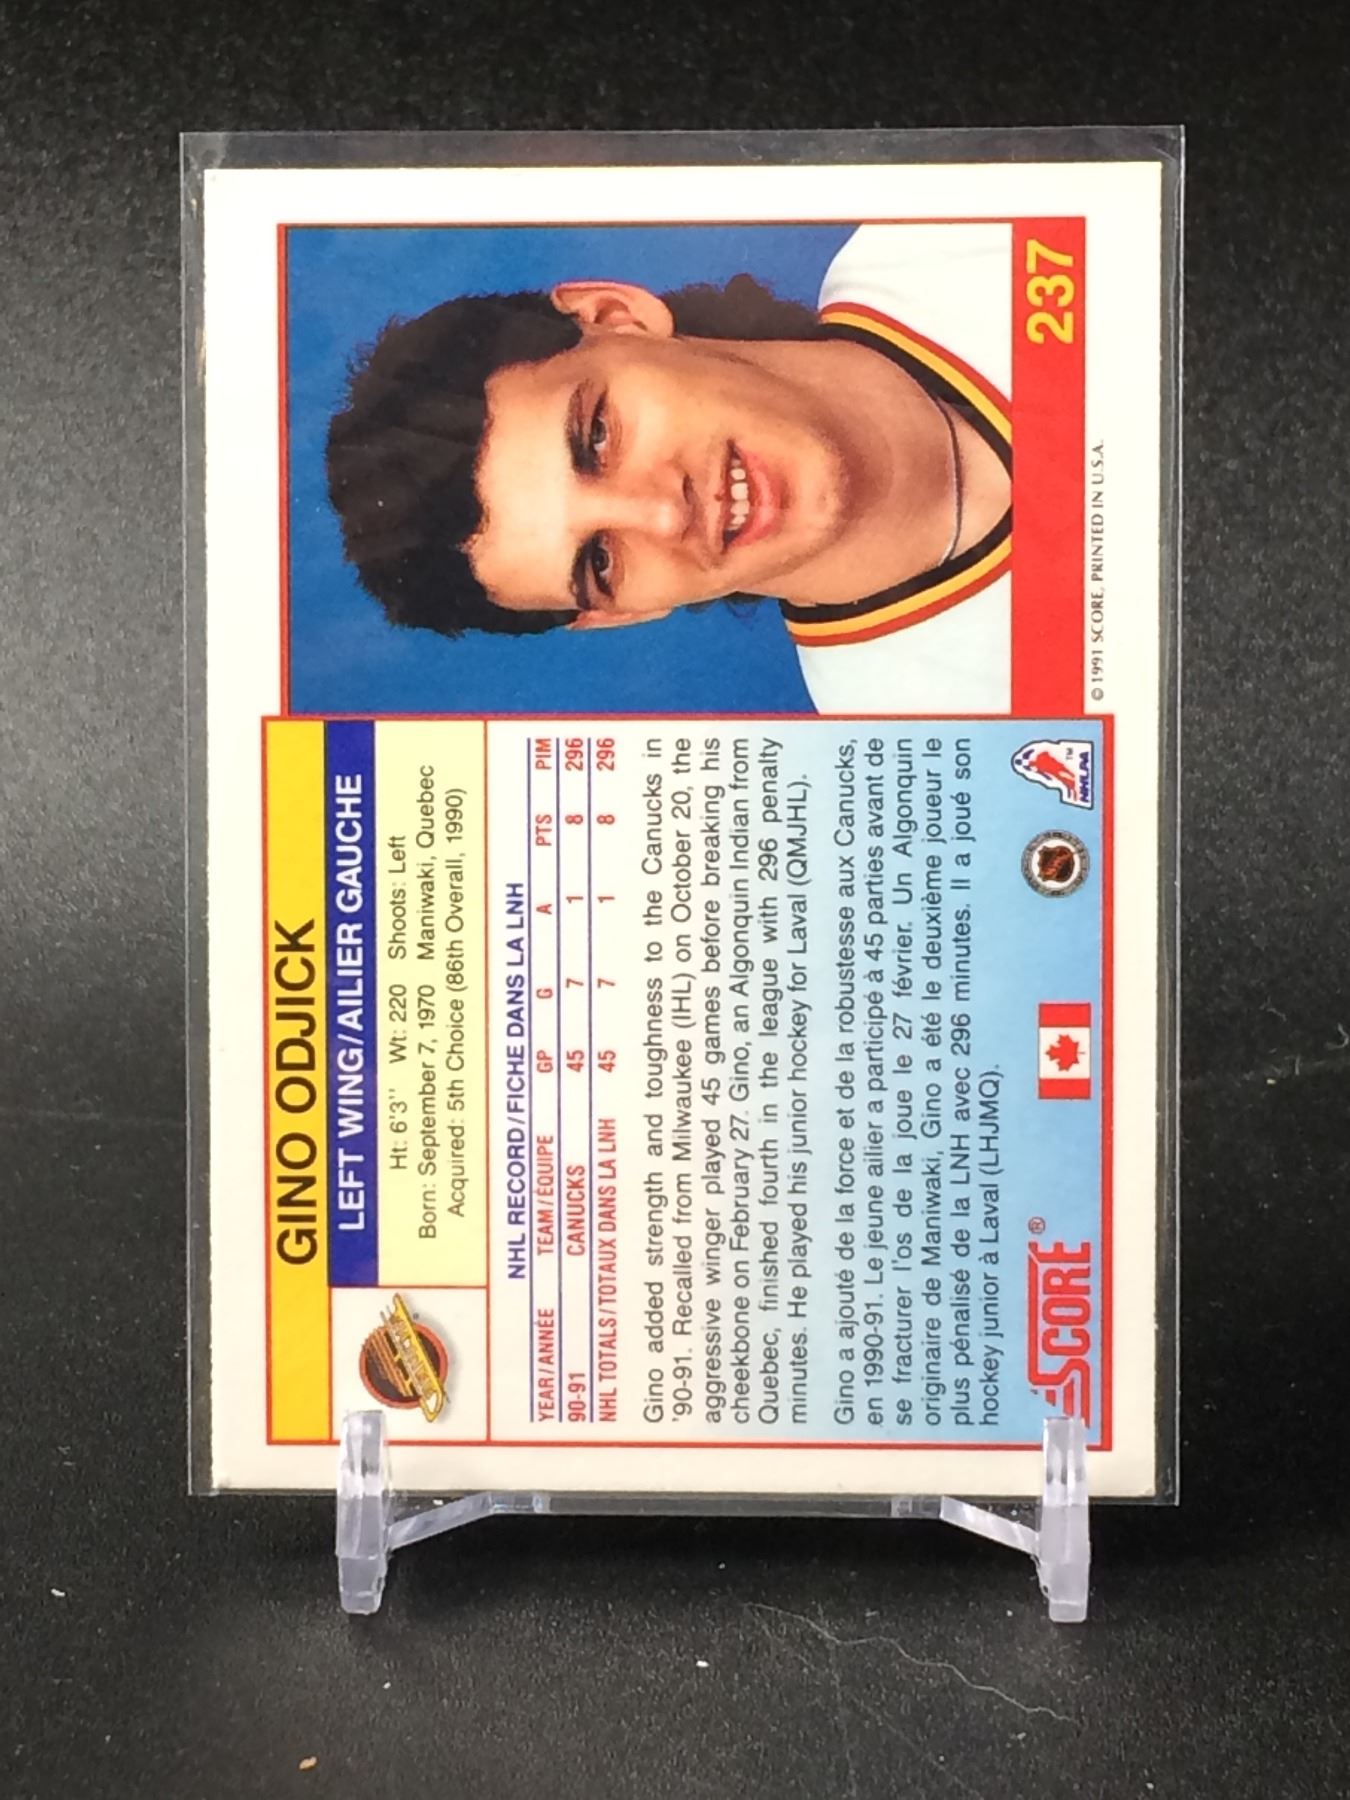 GINO ODJICK
LEFT WING/AILIER GAUCHE
Ht: 6'3" Wt: 220 Shoots: Left
Born: September 7, 1970 Maniwaki, Quebec
Acquired: 5th Choice (86th Overall, 1990)
NHL RECORD/FICHE DANS LA LNH
YEAR/ANNÉE TEAM/ÉQUIPE GP G A PTS PIM
90-91 CANUCKS 45 7 1 8 296
NHL TOTALS/TOTAUX DANS LA LNH 45 7 1 8 296
Gino added strength and toughness to the Canucks in
'90-91. Recalled from Milwaukee (IHL) on October 20, the
aggressive winger played 45 games before breaking his
cheekbone on February 27. Gino, an Algonquin Indian from
Quebec, finished fourth in the league with 296 penalty
minutes. He played his junior hockey for Laval (QMJHL).
Gino a ajouté de la force et de la robustesse aux Canucks,
en 1990-91. Le jeune ailier a participé à 45 parties avant de
se fracturer l'os de la joue le 27 février. Un Algonquin
originaire de Maniwaki, Gino a été le deuxième joueur le
plus pénalisé de la LNH avec 296 minutes. Il a joué son
hockey junior à Laval (LHJMQ).
SCORE®
NHLPA
TM
237
© 1991 SCORE, PRINTED IN U.S.A.